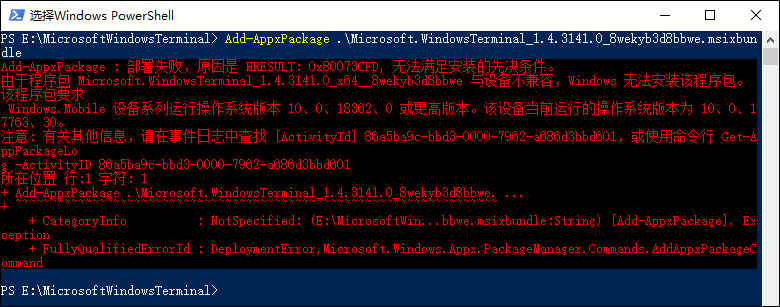 选择Windows PowerShell
PS E:\MicrosoftWindowsTerminal> Add-AppxPackage .\Microsoft.WindowsTerminal_1.4.3141.0_8wekyb3d8bbwe.msixbun
dle
Add-AppxPackage : 部署失败，原因是 HRESULT: 0x80073CFD, 无法满足安装的先决条件。
由于程序包 Microsoft.WindowsTerminal_1.4.3141.0_x64__8wekyb3d8bbwe 与设备不兼容，Windows 无法安装该程序包。
该程序包要求
 Windows.Mobile 设备系列运行操作系统版本 10、0、18362、0 或更高版本。该设备当前运行的操作系统版本为 10、0、1
7763、30。
注意: 有关其他信息，请在事件日志中查找 [ActivityId] 86a5ba9c-bbd3-0000-7962-a686d3bbd601，或使用命令行 Get-A
ppPackageLo
g -ActivityID 86a5ba9c-bbd3-0000-7962-a686d3bbd601
所在位置 行:1 字符: 1
+ Add-AppxPackage .\Microsoft.WindowsTerminal_1.4.3141.0_8wekyb3d8bbwe. ...
+
    + CategoryInfo          : NotSpecified: (E:\MicrosoftWin...bbwe.msixbundle:String) [Add-AppxPackage], Ex
ception
    + FullyQualifiedErrorId : DeploymentError,Microsoft.Windows.Appx.PackageManager.Commands.AddAppxPackageC
ommand
PS E:\MicrosoftWindowsTerminal>